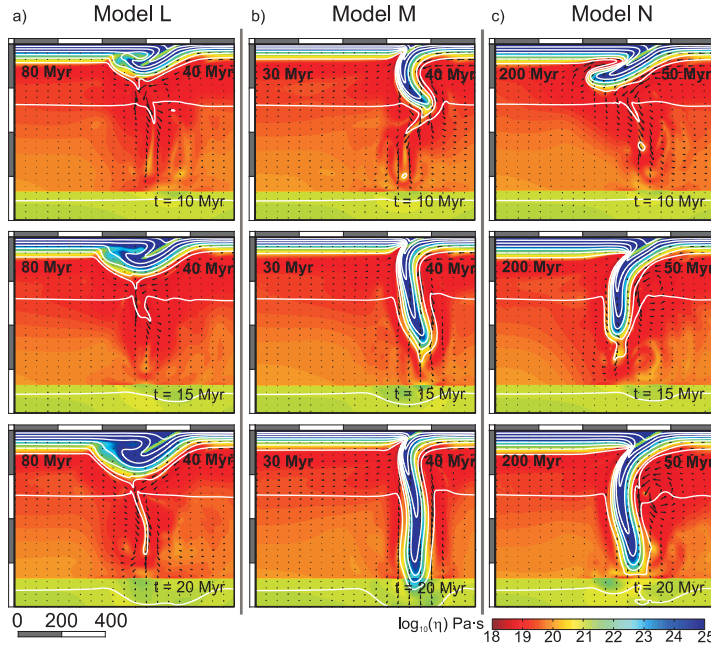 a) Model L b) Model M c) Model N
80 Myr 40 Myr 30 Myr 40 Myr 200 Myr 50 Myr
t = 10 Myr t = 10 Myr t = 10 Myr
80 Myr 40 Myr 30 Myr 40 Myr 200 Myr 50 Myr
t = 15 Myr t = 15 Myr t = 15 Myr
80 Myr 40 Myr 30 Myr 40 Myr 200 Myr 50 Myr
t = 20 Myr t = 20 Myr t = 20 Myr
0 200 400
log₁₀(η) Pa·s
18 19 20 21 22 23 24 25